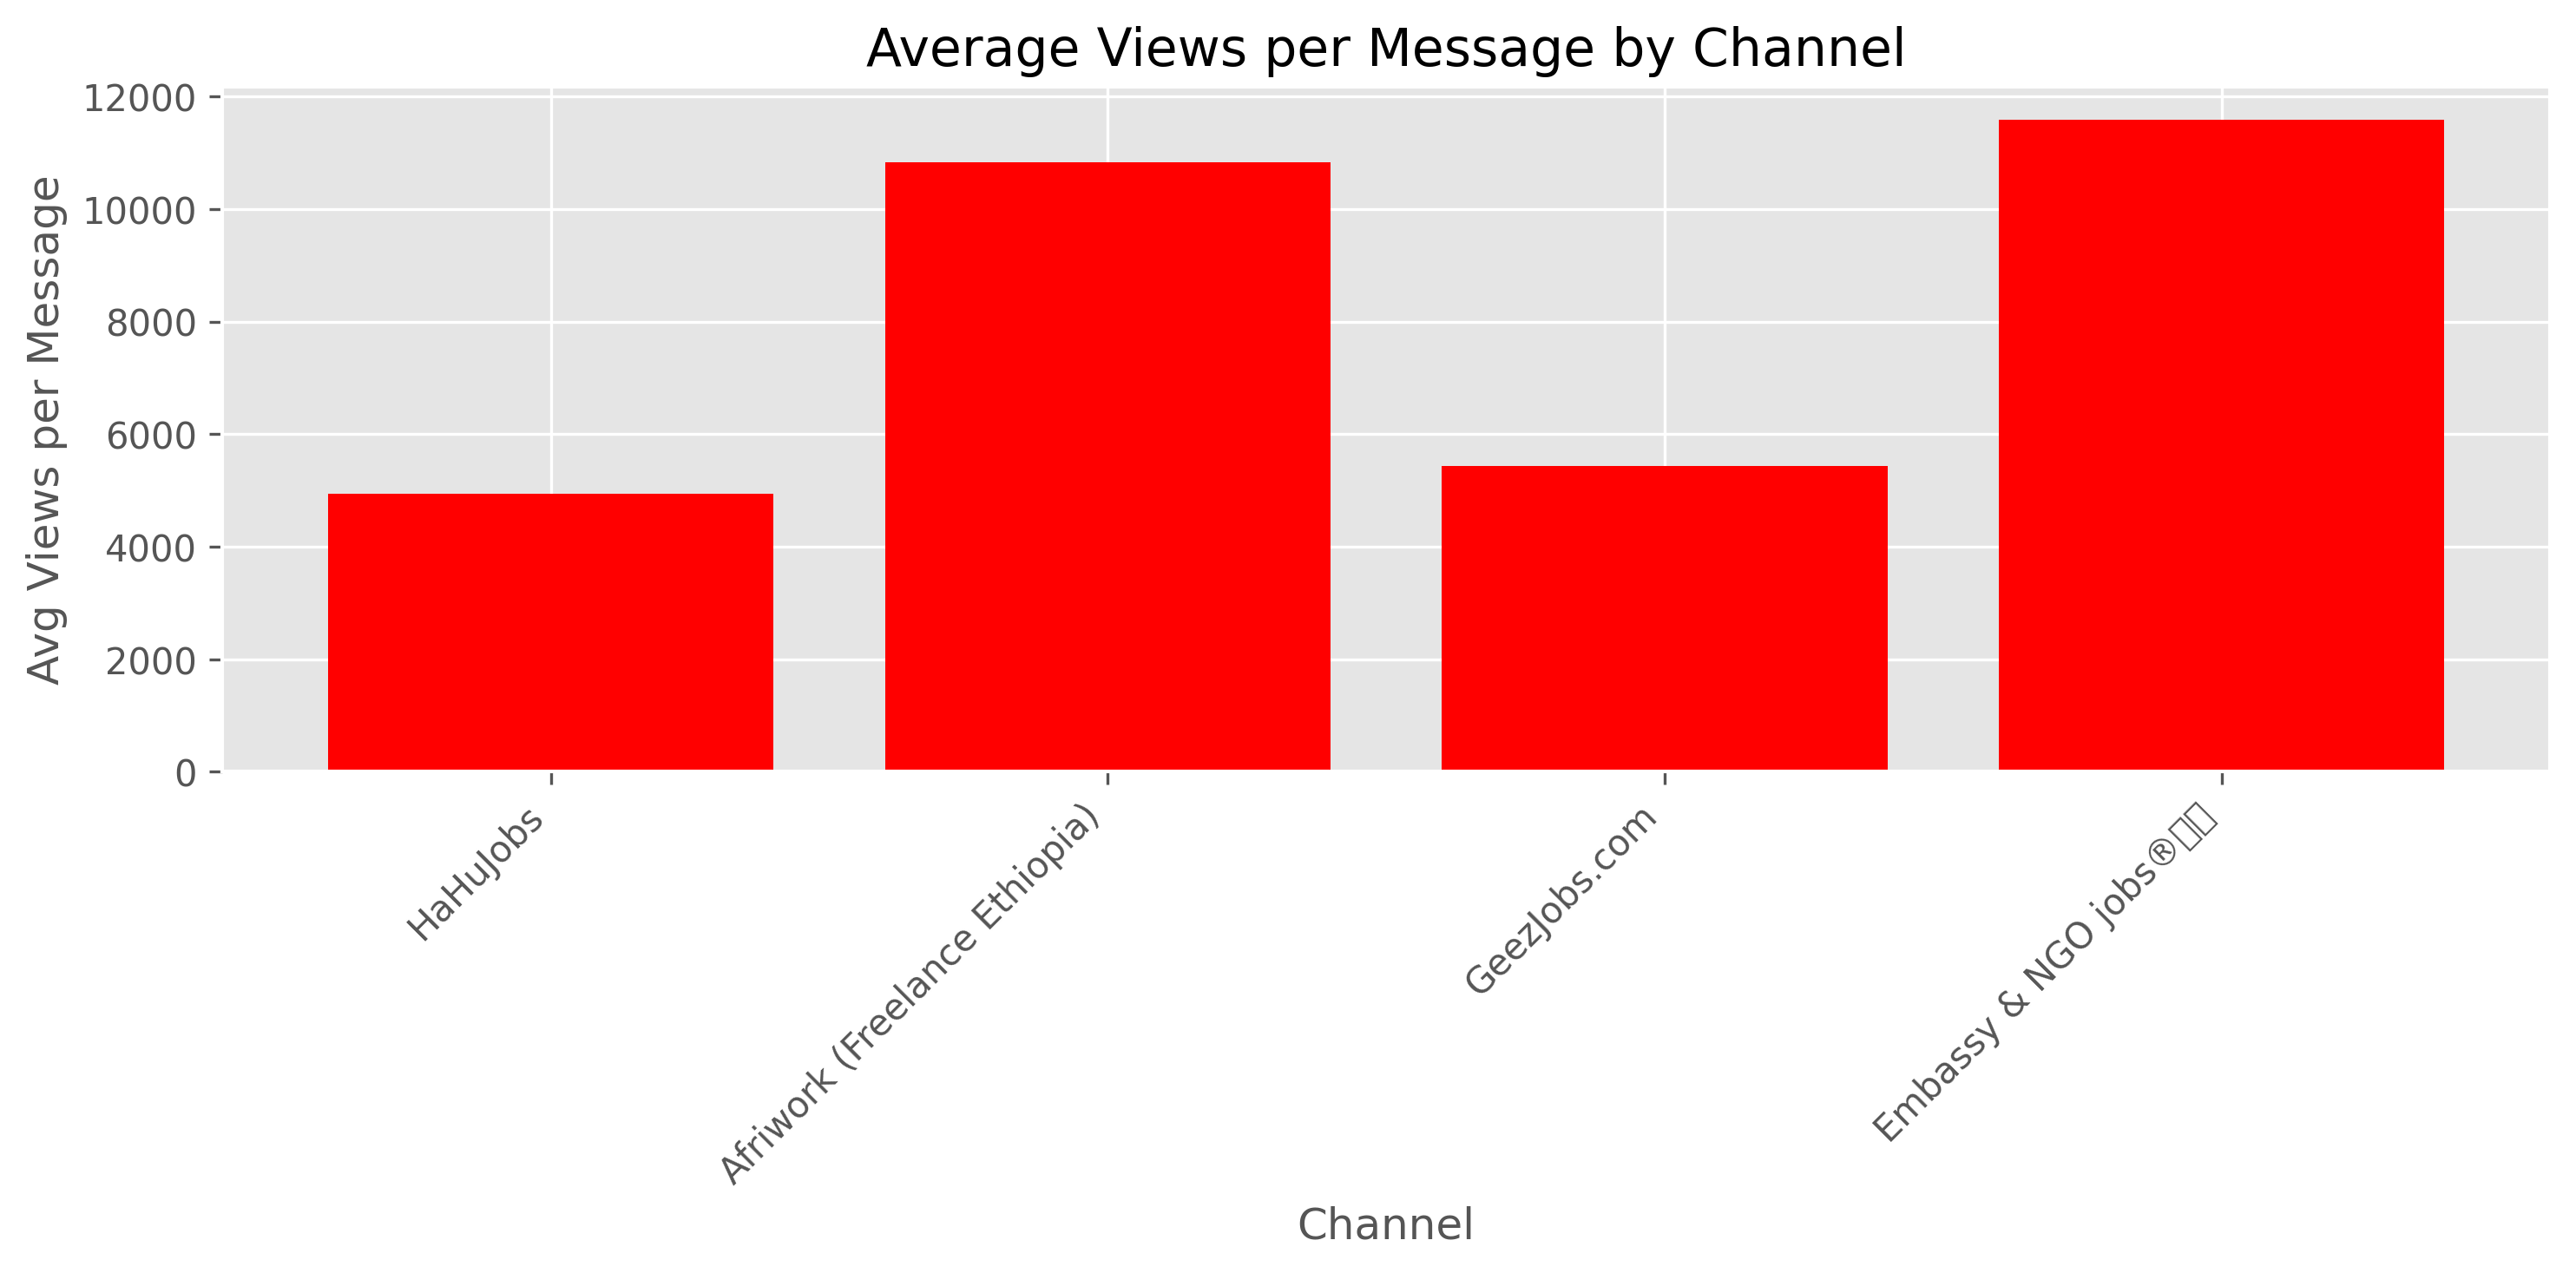 Average Views per Message by Channel
Avg Views per Message
12000
10000
8000
6000
4000
2000
0
HaHuJobs
Afriwork (Freelance Ethiopia)
GeezJobs.com
Embassy & NGO jobs®
Channel